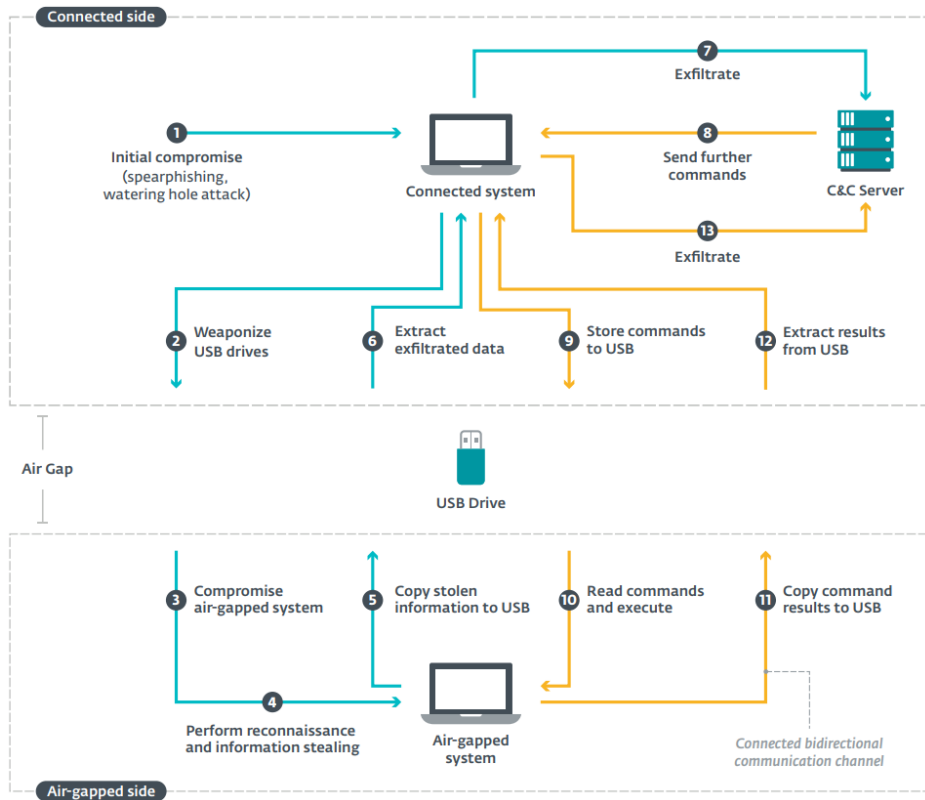 Connected side
7
Exfiltrate
1
Initial compromise
(spearphishing,
watering hole attack)
Connected system
8
Send further
commands
C&C Server
13
Exfiltrate
2
Weaponize
USB drives
6
Extract
exfiltrated data
9
Store commands
to USB
12
Extract results
from USB
Air Gap
USB Drive
3
Compromise
air-gapped system
5
Copy stolen
information to USB
10
Read commands
and execute
11
Copy command
results to USB
4
Perform reconnaissance
and information stealing
Air-gapped
system
Connected bidirectional
communication channel
Air-gapped side